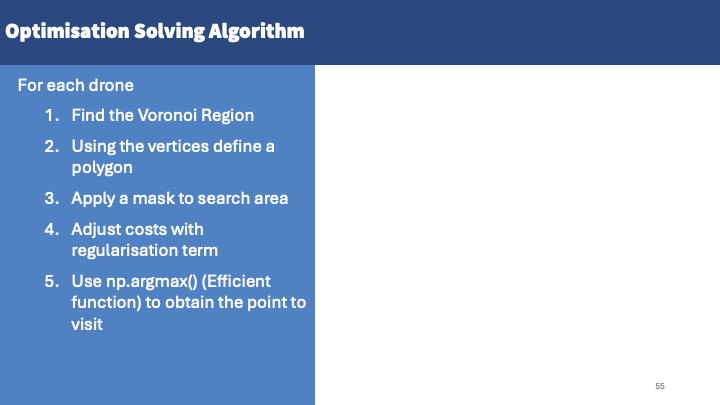 Optimisation Solving Algorithm
For each drone
1. Find the Voronoi Region
2. Using the vertices define a
polygon
3. Apply a mask to search area
4. Adjust costs with
regularisation term
5. Use np.argmax() (Efficient
function) to obtain the point to
visit
55